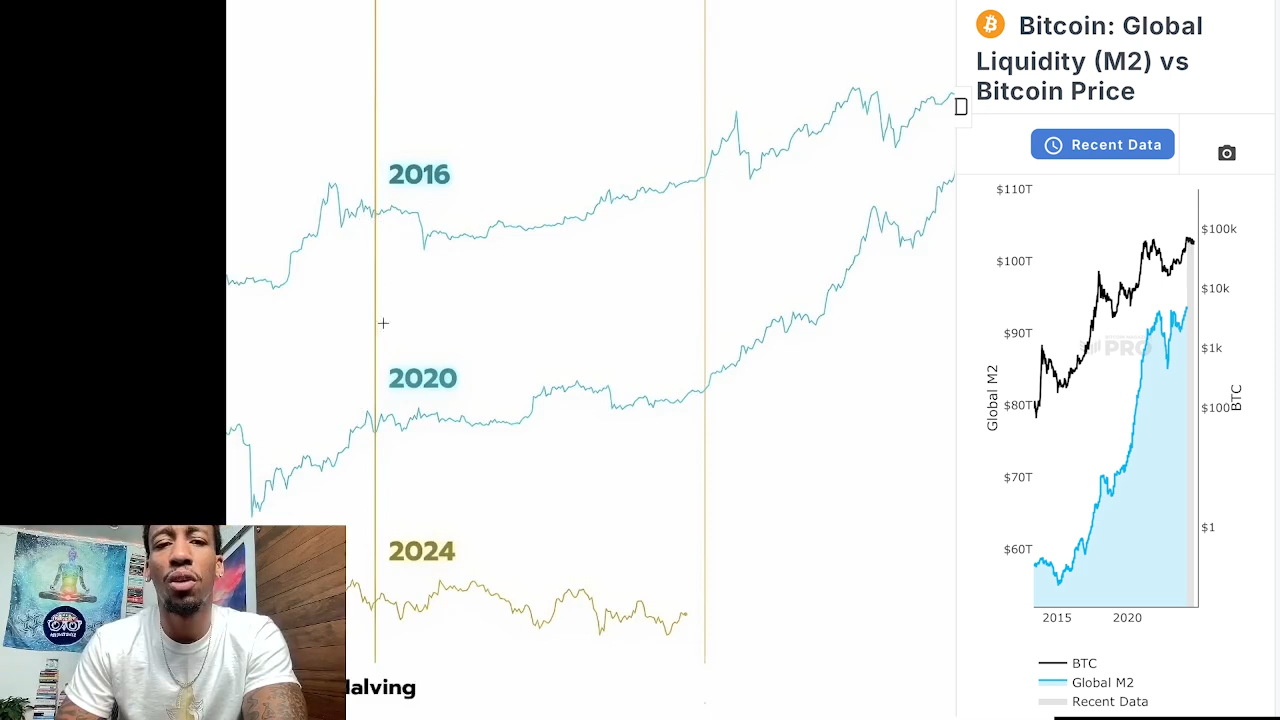 2016
2020
2024
Halving
Bitcoin: Global
Liquidity (M2) vs
Bitcoin Price
Recent Data
$110T
$100T
$90T
$80T
$70T
$60T
Global M2
$100k
$10k
$1k
$100
$1
BTC
PRO
2015
2020
BTC
Global M2
Recent Data